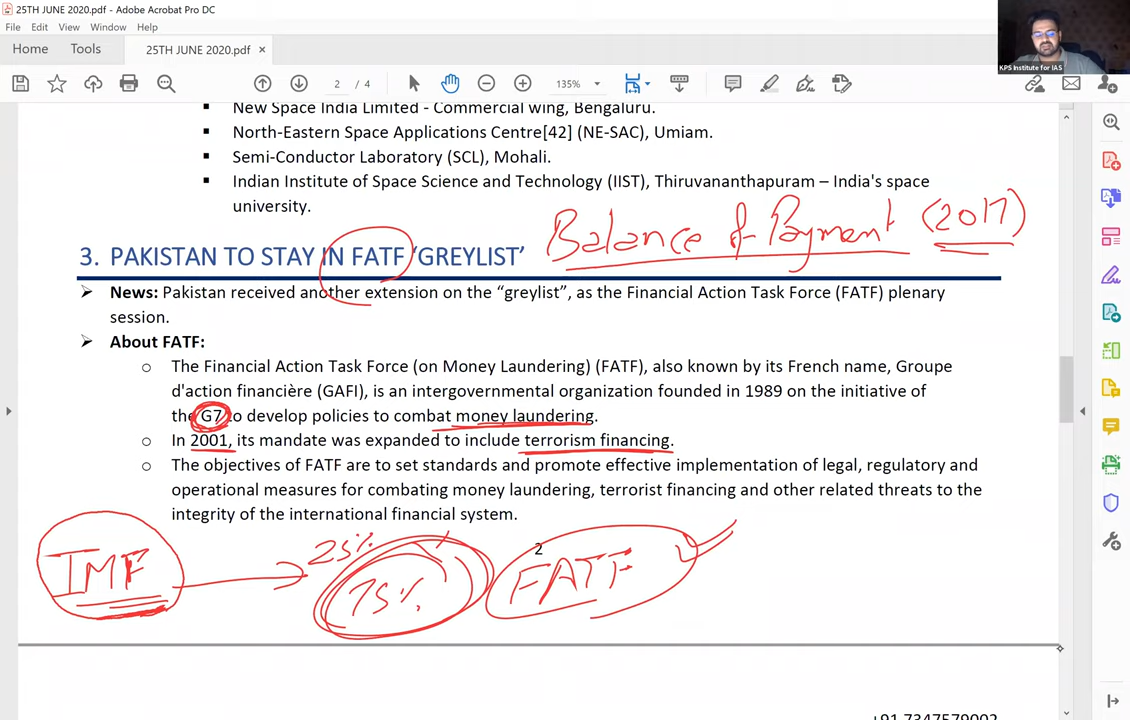 25TH JUNE 2020.pdf - Adobe Acrobat Pro DC
File Edit View Window Help
Home Tools 25TH JUNE 2020.pdf ×
2 / 4 135%
KPS Institute for IAS
▪ New Space India Limited - Commercial wing, Bengaluru.
▪ North-Eastern Space Applications Centre[42] (NE-SAC), Umiam.
▪ Semi-Conductor Laboratory (SCL), Mohali.
▪ Indian Institute of Space Science and Technology (IIST), Thiruvananthapuram – India's space
university.
Balance of Payment (2017)
3. PAKISTAN TO STAY IN FATF 'GREYLIST'
➢ News: Pakistan received another extension on the “greylist”, as the Financial Action Task Force (FATF) plenary
session.
➢ About FATF:
o The Financial Action Task Force (on Money Laundering) (FATF), also known by its French name, Groupe
d'action financière (GAFI), is an intergovernmental organization founded in 1989 on the initiative of
the G7 to develop policies to combat money laundering.
o In 2001, its mandate was expanded to include terrorism financing.
o The objectives of FATF are to set standards and promote effective implementation of legal, regulatory and
operational measures for combating money laundering, terrorist financing and other related threats to the
integrity of the international financial system.
25%
2
IMF 75% FATF
+91 7347579002